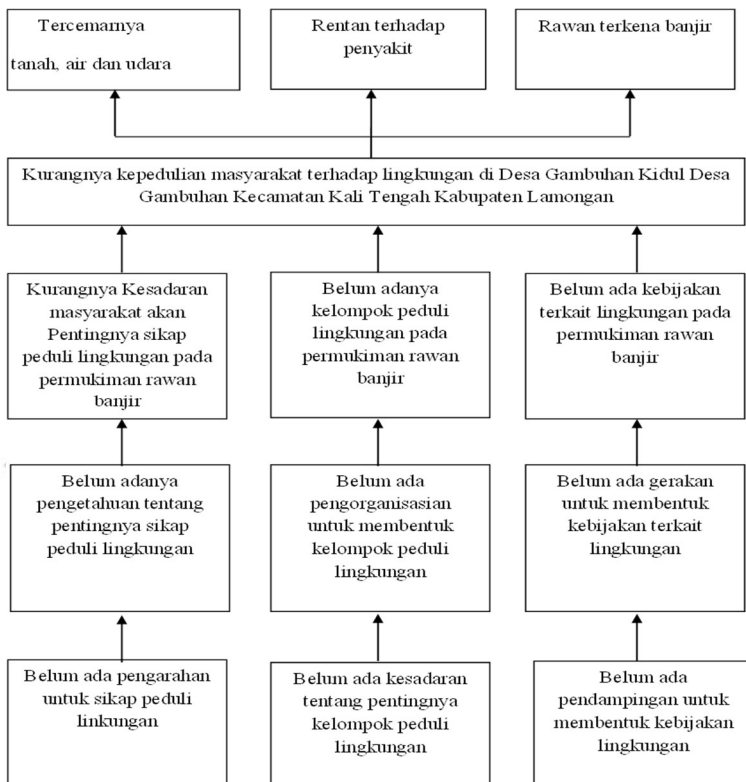 Tercemarnya
tanah, air dan udara
Rentan terhadap
penyakit
Rawan terkena banjir
Kurangnya kepedulian masyarakat terhadap lingkungan di Desa Gambuhan Kidul Desa
Gambuhan Kecamatan Kali Tengah Kabupaten Lamongan
Kurangnya Kesadaran
masyarakat akan
Pentingnya sikap
peduli lingkungan pada
permukiman rawan
banjir
Belum adanya
kelompok peduli
lingkungan pada
permukiman rawan
banjir
Belum ada kebijakan
terkait lingkungan pada
permukiman rawan
banjir
Belum adanya
pengetahuan tentang
pentingnya sikap
peduli lingkungan
Belum ada
pengorganisasian
untuk membentuk
kelompok peduli
lingkungan
Belum ada gerakan
untuk membentuk
kebijakan terkait
lingkungan
Belum ada pengarahan
untuk sikap peduli
linkungan
Belum ada kesadaran
tentang pentingnya
kelompok peduli
lingkungan
Belum ada
pendampingan untuk
membentuk kebijakan
lingkungan